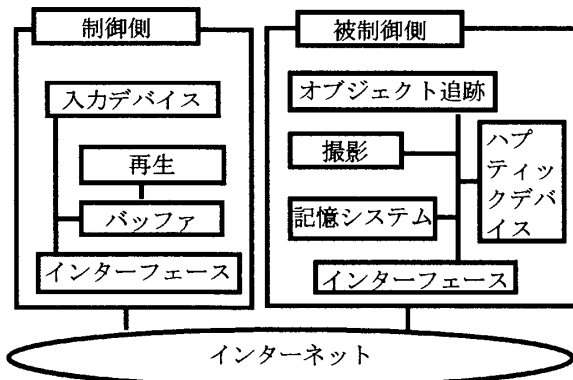 制御側
入力デバイス
再生
バッファ
インターフェース
被制御側
オブジェクト追跡
撮影
記憶システム
ハプ
ティッ
クデバ
イス
インターフェース
インターネット